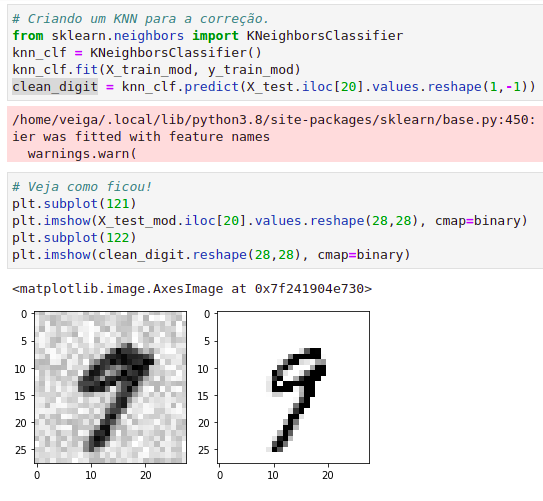 # Criando um KNN para a correção.
from sklearn.neighbors import KNeighborsClassifier
knn_clf = KNeighborsClassifier()
knn_clf.fit(X_train_mod, y_train_mod)
clean_digit = knn_clf.predict(X_test.iloc[20].values.reshape(1,-1))
/home/veiga/.local/lib/python3.8/site-packages/sklearn/base.py:450:
ier was fitted with feature names
warnings.warn(
# Veja como ficou!
plt.subplot(121)
plt.imshow(X_test_mod.iloc[20].values.reshape(28,28), cmap=binary)
plt.subplot(122)
plt.imshow(clean_digit.reshape(28,28), cmap=binary)
<matplotlib.image.AxesImage at 0x7f241904e730>
0 0
5 5
10 10
15 15
20 20
25 25
0 10 20 0 10 20